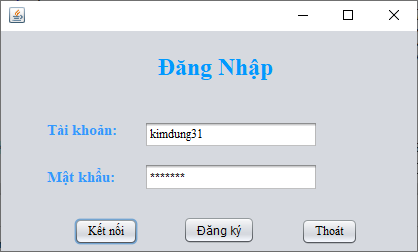 Đăng Nhập
Tài khoản: kimdung31
Mật khẩu: *******
Kết nối Đăng ký Thoát